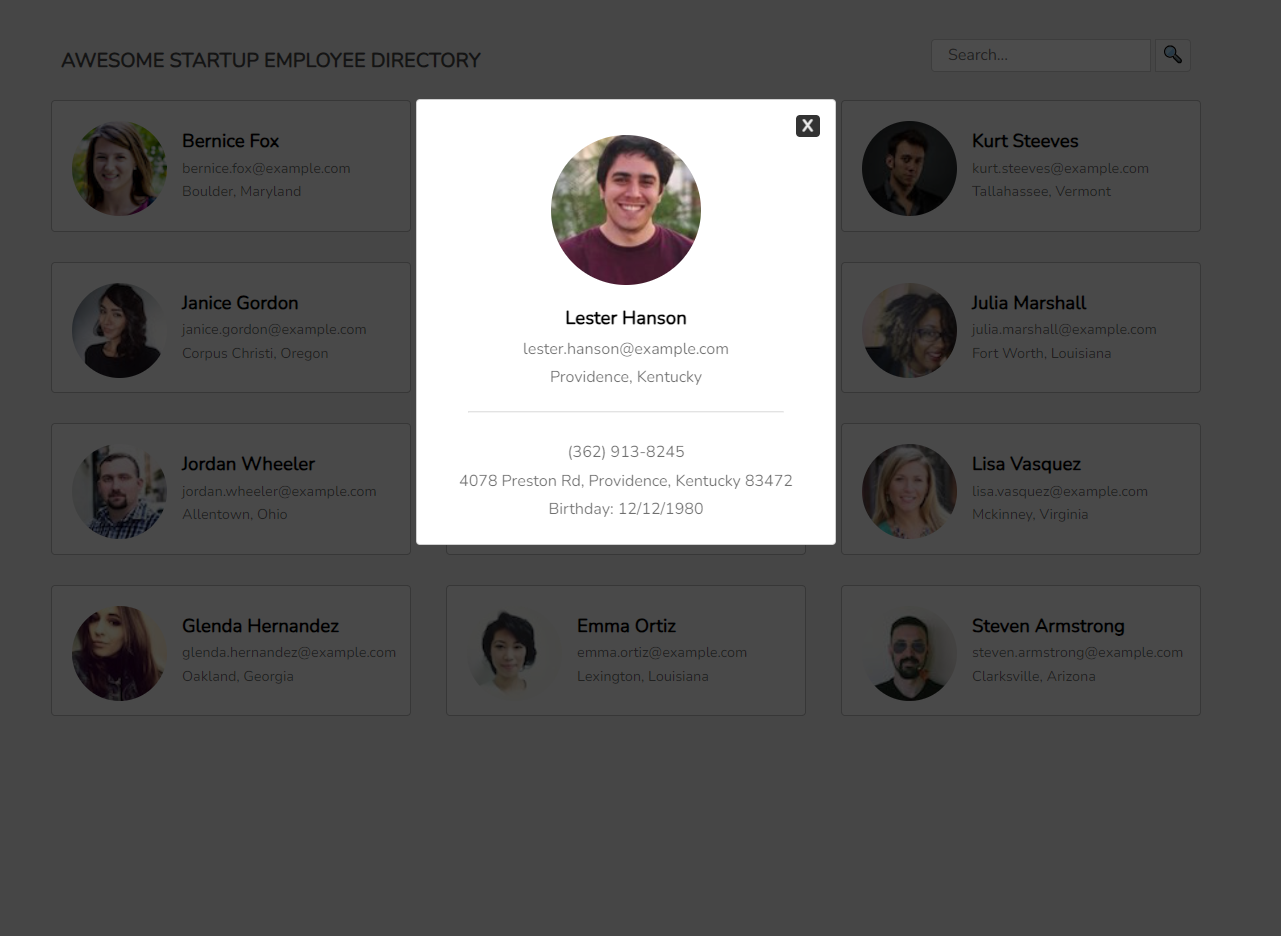 AWESOME STARTUP EMPLOYEE DIRECTORY
Search...
Bernice Fox
bernice.fox@example.com
Boulder, Maryland
X
Lester Hanson
lester.hanson@example.com
Providence, Kentucky
(362) 913-8245
4078 Preston Rd, Providence, Kentucky 83472
Birthday: 12/12/1980
Kurt Steeves
kurt.steeves@example.com
Tallahassee, Vermont
Janice Gordon
janice.gordon@example.com
Corpus Christi, Oregon
Julia Marshall
julia.marshall@example.com
Fort Worth, Louisiana
Jordan Wheeler
jordan.wheeler@example.com
Allentown, Ohio
Lisa Vasquez
lisa.vasquez@example.com
Mckinney, Virginia
Glenda Hernandez
glenda.hernandez@example.com
Oakland, Georgia
Emma Ortiz
emma.ortiz@example.com
Lexington, Louisiana
Steven Armstrong
steven.armstrong@example.com
Clarksville, Arizona